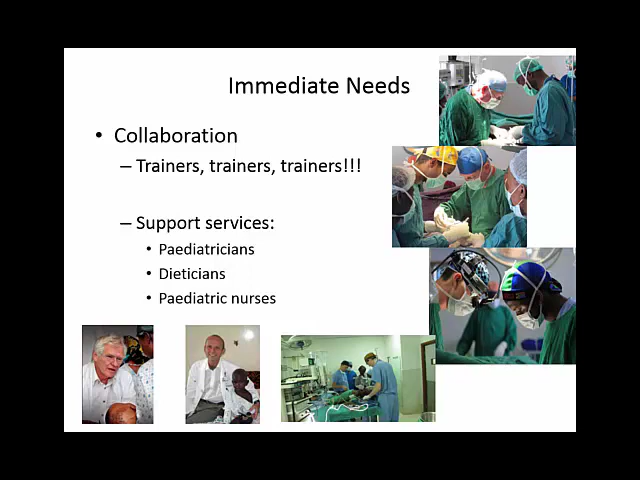 Immediate Needs
• Collaboration
– Trainers, trainers, trainers!!!
– Support services:
• Paediatricians
• Dieticians
• Paediatric nurses